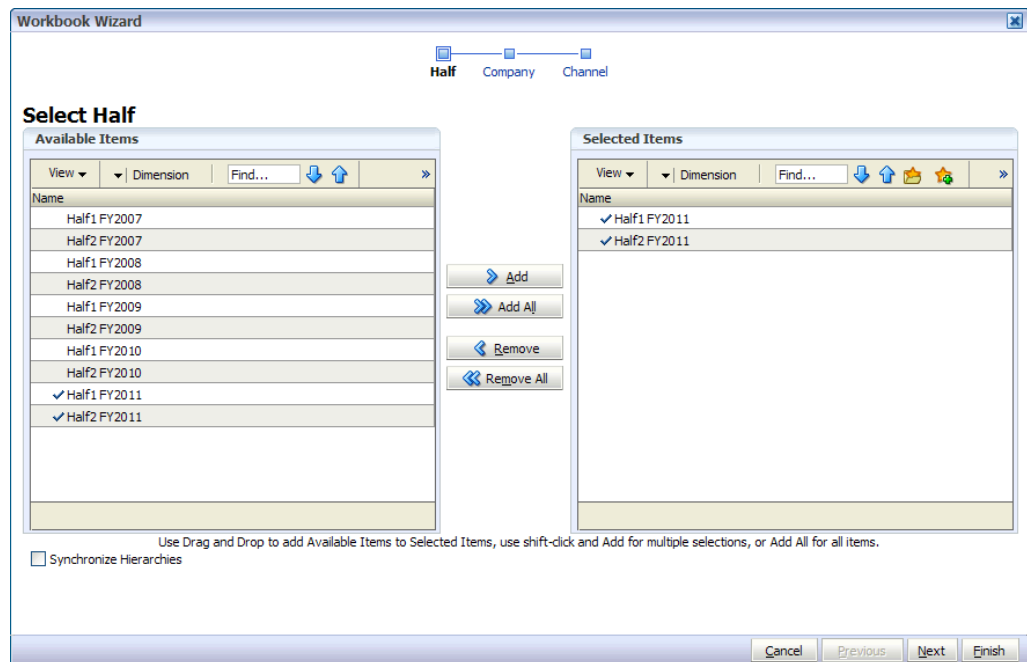 Workbook Wizard
Half Company Channel
Select Half
Available Items
View Dimension Find... »
Name
Half1 FY2007
Half2 FY2007
Half1 FY2008
Half2 FY2008
Half1 FY2009
Half2 FY2009
Half1 FY2010
Half2 FY2010
Half1 FY2011
Half2 FY2011
Add
Add All
Remove
Remove All
Selected Items
View Dimension Find... »
Name
Half1 FY2011
Half2 FY2011
Use Drag and Drop to add Available Items to Selected Items, use shift-click and Add for multiple selections, or Add All for all items.
Synchronize Hierarchies
Cancel Previous Next Finish